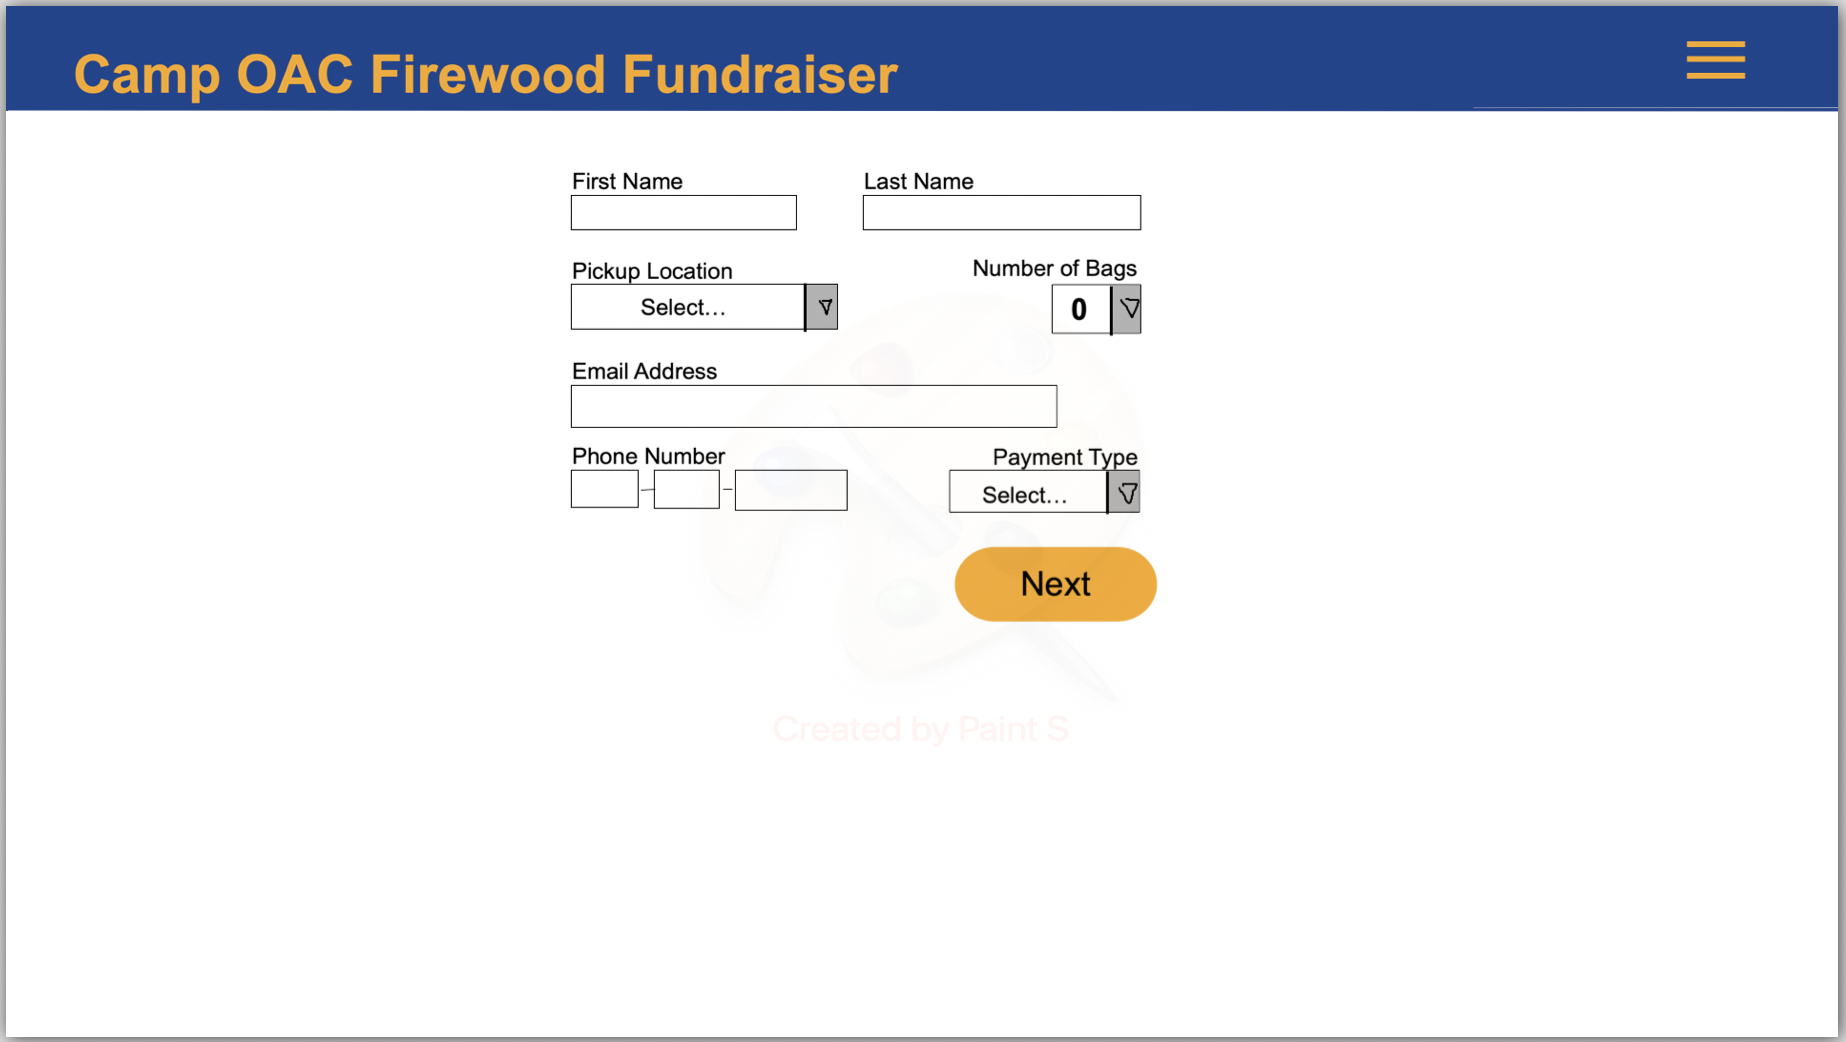 Camp OAC Firewood Fundraiser
First Name
Last Name
Pickup Location
Number of Bags
Select...
0
Email Address
Phone Number
Payment Type
– –
Select...
Next
Created by Paint S